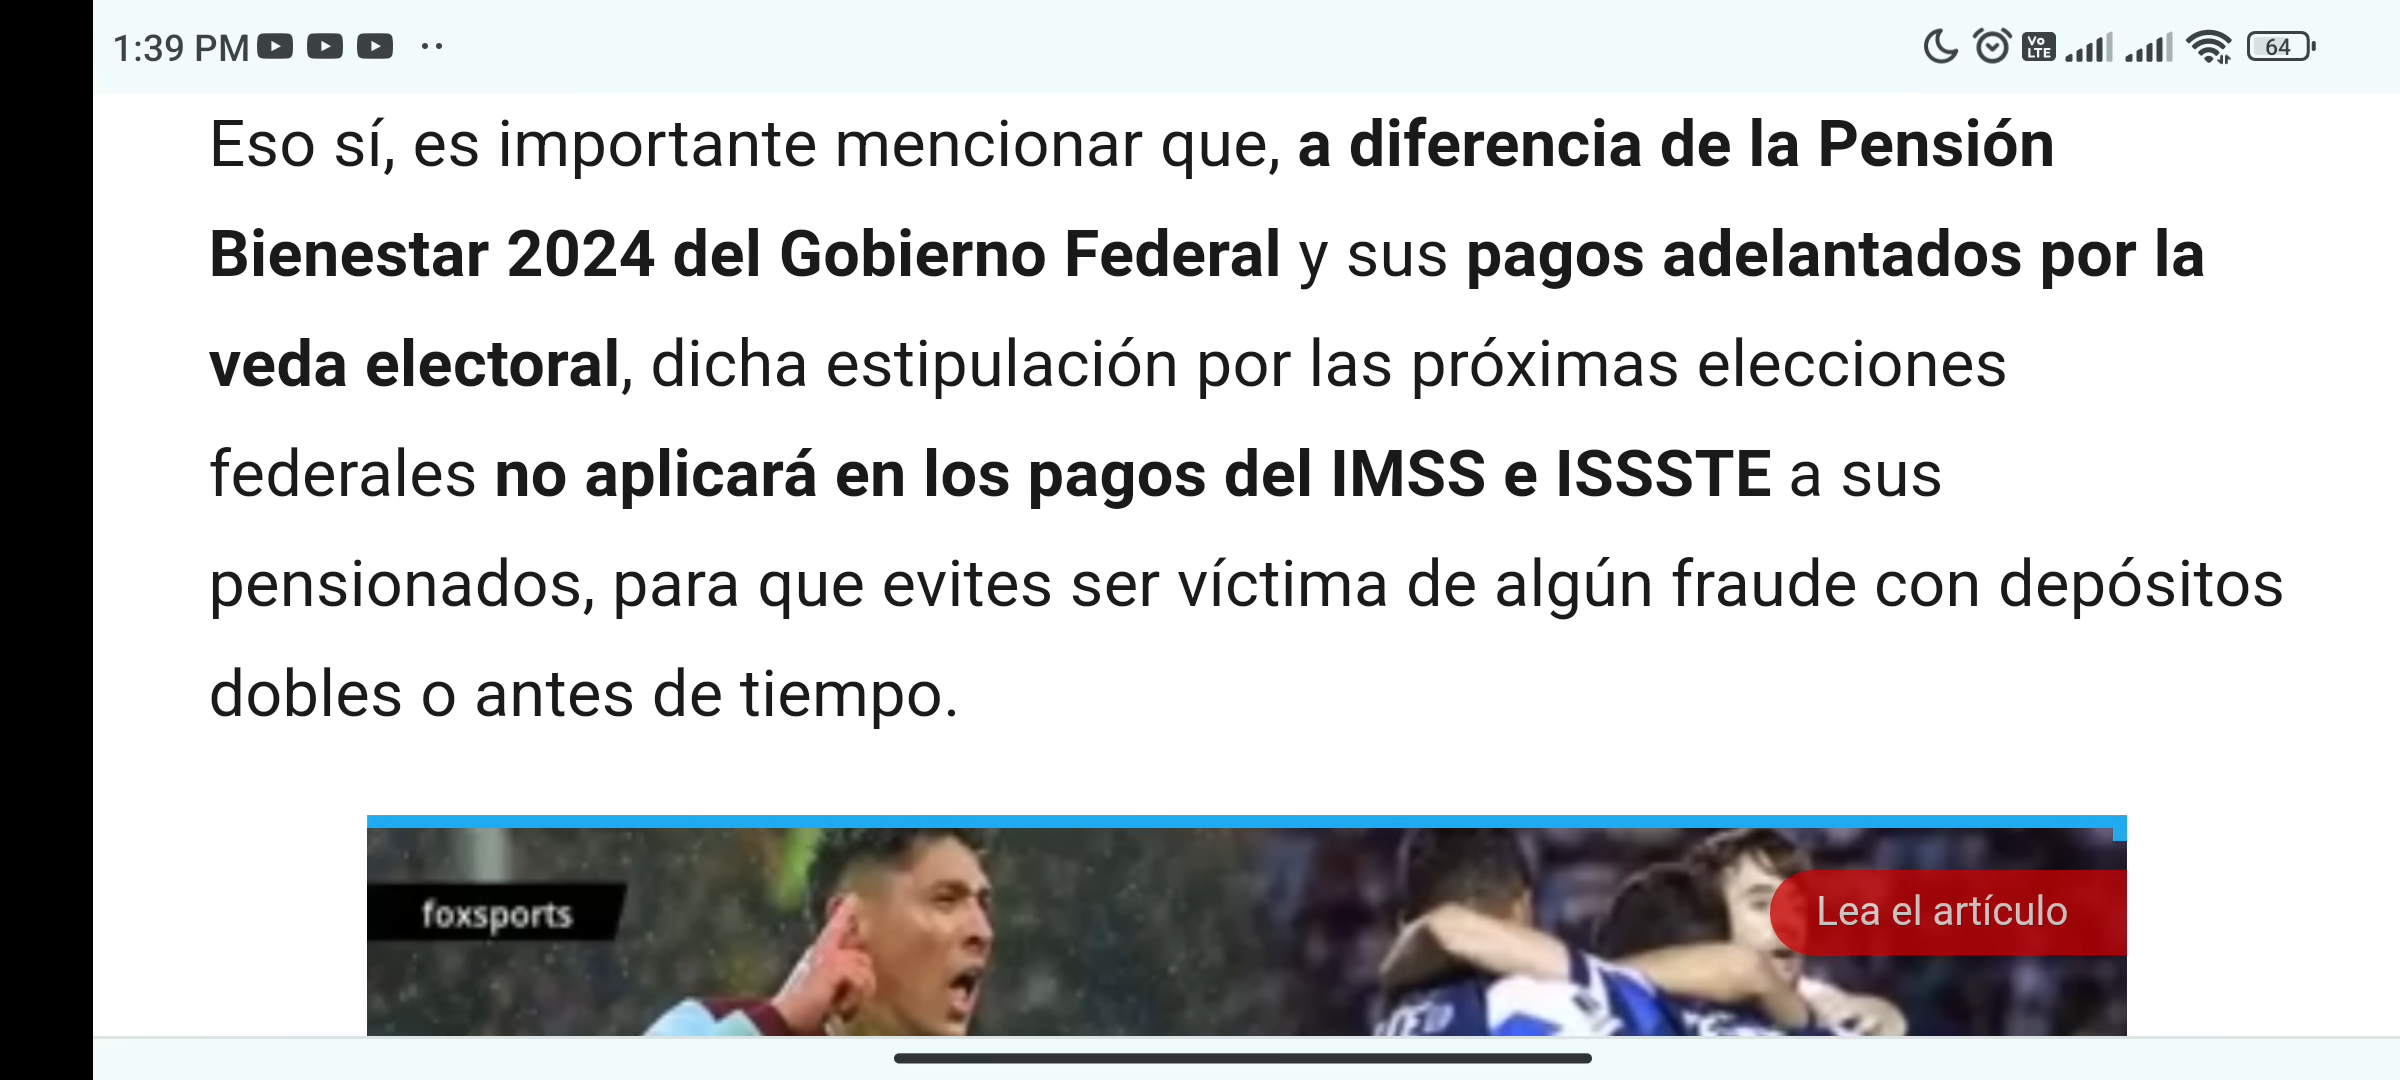 1:39 PM
Vo LTE
64
Eso sí, es importante mencionar que, a diferencia de la Pensión
Bienestar 2024 del Gobierno Federal y sus pagos adelantados por la
veda electoral, dicha estipulación por las próximas elecciones
federales no aplicará en los pagos del IMSS e ISSSTE a sus
pensionados, para que evites ser víctima de algún fraude con depósitos
dobles o antes de tiempo.
foxsports
Lea el artículo